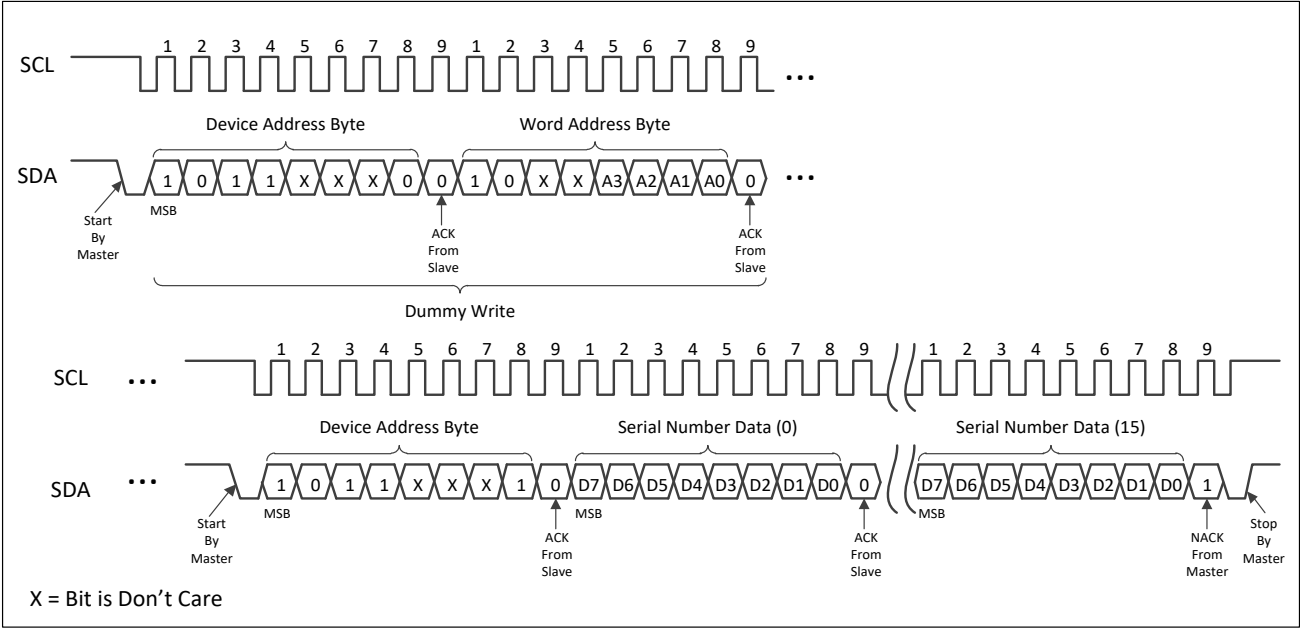 1 2 3 4 5 6 7 8 9 1 2 3 4 5 6 7 8 9
SCL ...
Device Address Byte Word Address Byte
SDA 1 0 1 1 X X X 0 0 1 0 X X A3 A2 A1 A0 0 ...
MSB
Start By Master
ACK From Slave
ACK From Slave
Dummy Write
1 2 3 4 5 6 7 8 9 1 2 3 4 5 6 7 8 9 1 2 3 4 5 6 7 8 9
SCL ...
Device Address Byte Serial Number Data (0) Serial Number Data (15)
SDA ... 1 0 1 1 X X X 1 0 D7 D6 D5 D4 D3 D2 D1 D0 0 D7 D6 D5 D4 D3 D2 D1 D0 1
MSB MSB MSB
Start By Master
ACK From Slave
ACK From Slave
NACK From Master
Stop By Master
X = Bit is Don’t Care